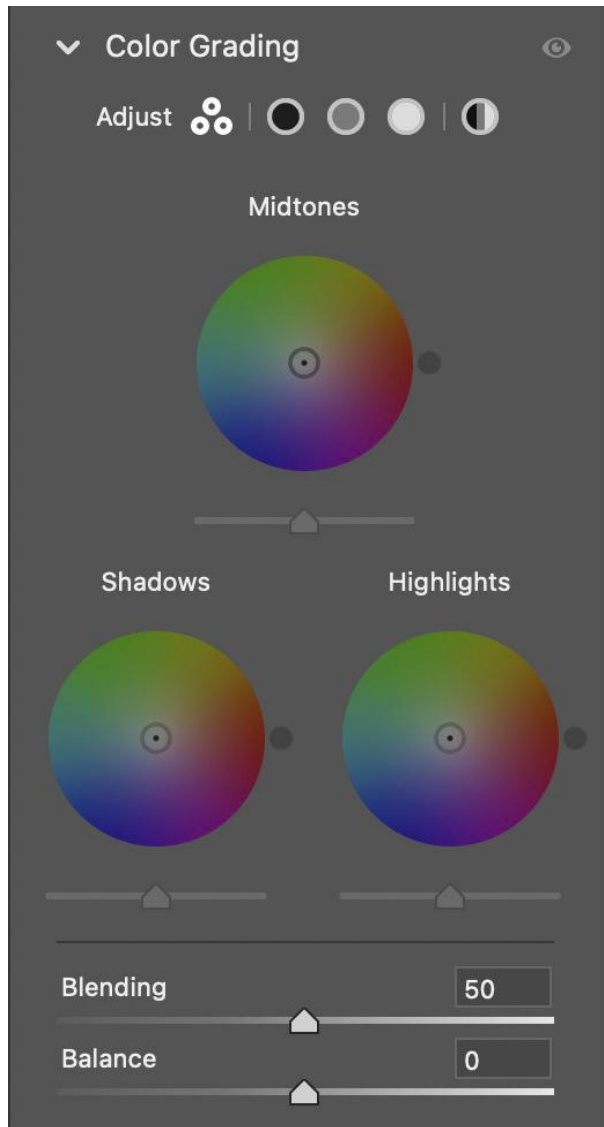 Color Grading
Adjust
Midtones
Shadows Highlights
Blending 50
Balance 0